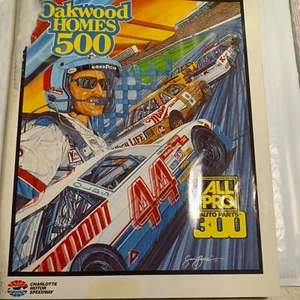 Oakwood
HOMES
500
GOODYEAR
44
ALL
PRO
AUTO PARTS
300
CHARLOTTE
MOTOR
SPEEDWAY